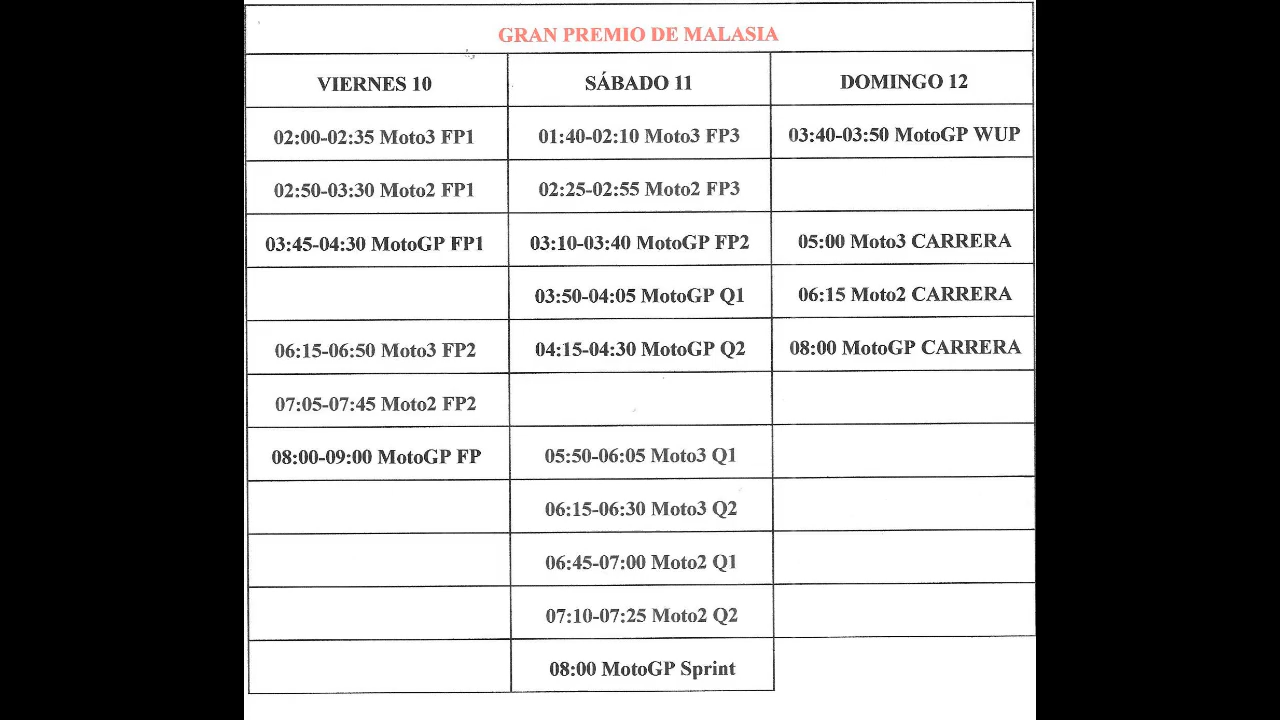 GRAN PREMIO DE MALASIA
VIERNES 10 SÁBADO 11 DOMINGO 12
02:00-02:35 Moto3 FP1 01:40-02:10 Moto3 FP3 03:40-03:50 MotoGP WUP
02:50-03:30 Moto2 FP1 02:25-02:55 Moto2 FP3
03:45-04:30 MotoGP FP1 03:10-03:40 MotoGP FP2 05:00 Moto3 CARRERA
03:50-04:05 MotoGP Q1 06:15 Moto2 CARRERA
06:15-06:50 Moto3 FP2 04:15-04:30 MotoGP Q2 08:00 MotoGP CARRERA
07:05-07:45 Moto2 FP2
08:00-09:00 MotoGP FP 05:50-06:05 Moto3 Q1
06:15-06:30 Moto3 Q2
06:45-07:00 Moto2 Q1
07:10-07:25 Moto2 Q2
08:00 MotoGP Sprint